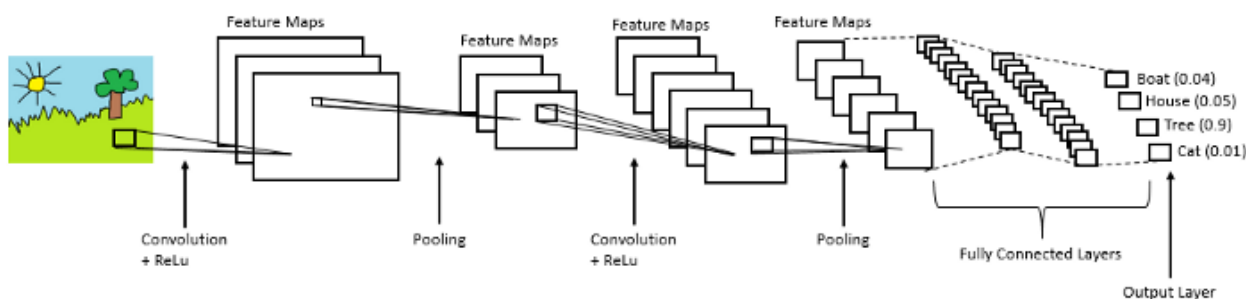 Feature Maps
Feature Maps
Feature Maps
Feature Maps
Boat (0.04)
House (0.05)
Tree (0.9)
Cat (0.01)
Convolution
+ ReLu
Pooling
Convolution
+ ReLu
Pooling
Fully Connected Layers
Output Layer